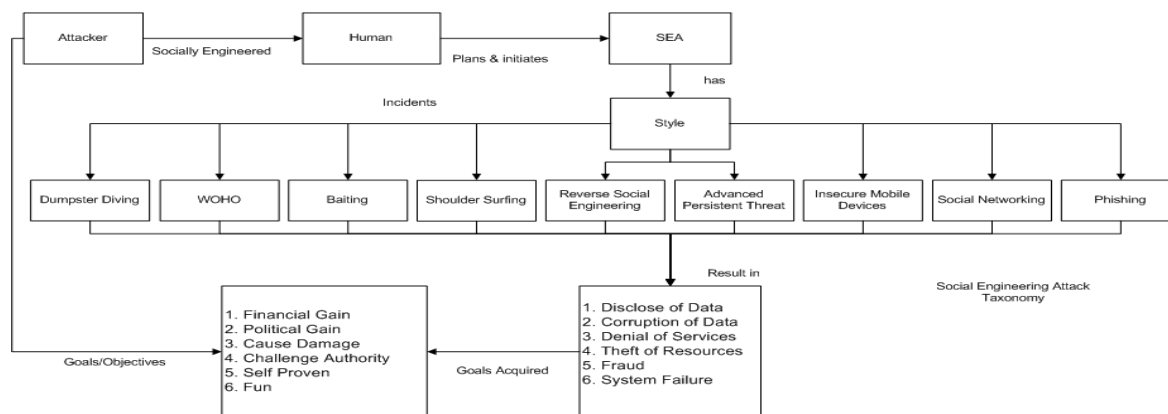 Attacker
Socially Engineered
Human
Plans & initiates
SEA
has
Incidents
Style
Dumpster Diving
WOHO
Baiting
Shoulder Surfing
Reverse Social
Engineering
Advanced
Persistent Threat
Insecure Mobile
Devices
Social Networking
Phishing
Result in
Social Engineering Attack
Taxonomy
1. Financial Gain
2. Political Gain
3. Cause Damage
4. Challenge Authority
5. Self Proven
6. Fun
Goals/Objectives
Goals Acquired
1. Disclose of Data
2. Corruption of Data
3. Denial of Services
4. Theft of Resources
5. Fraud
6. System Failure